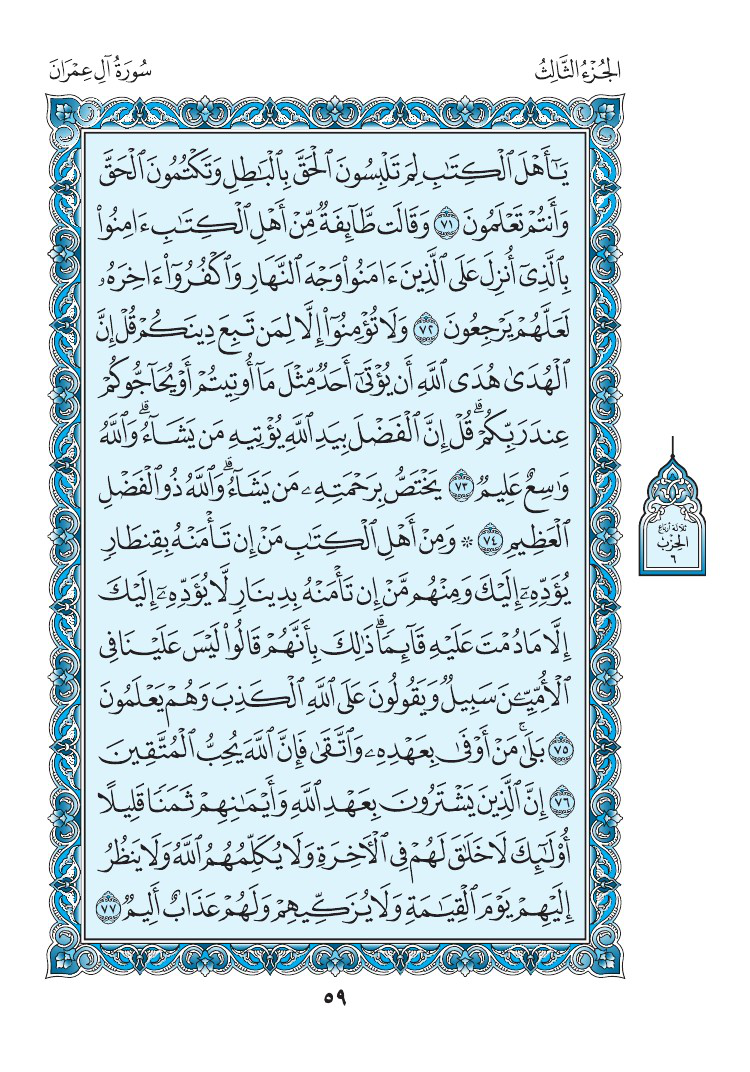 الجُزْءُ الثَّالِثُ
سُورَةُ آلِ عِمْرَانَ
يَٰٓأَهْلَ ٱلْكِتَٰبِ لِمَ تَلْبِسُونَ ٱلْحَقَّ بِٱلْبَٰطِلِ وَتَكْتُمُونَ ٱلْحَقَّ
وَأَنتُمْ تَعْلَمُونَ ٧١ وَقَالَت طَّآئِفَةٌ مِّنْ أَهْلِ ٱلْكِتَٰبِ ءَامِنُوا۟
بِٱلَّذِىٓ أُنزِلَ عَلَى ٱلَّذِينَ ءَامَنُوا۟ وَجْهَ ٱلنَّهَارِ وَٱكْفُرُوٓا۟ ءَاخِرَهُۥ
لَعَلَّهُمْ يَرْجِعُونَ ٧٢ وَلَا تُؤْمِنُوٓا۟ إِلَّا لِمَن تَبِعَ دِينَكُمْ قُلْ إِنَّ
ٱلْهُدَىٰ هُدَى ٱللَّهِ أَن يُؤْتَىٰٓ أَحَدٌ مِّثْلَ مَآ أُوتِيتُمْ أَوْ يُحَآجُّوكُمْ
عِندَ رَبِّكُمْ ۗ قُلْ إِنَّ ٱلْفَضْلَ بِيَدِ ٱللَّهِ يُؤْتِيهِ مَن يَشَآءُ ۗ وَٱللَّهُ
وَٰسِعٌ عَلِيمٌ ٧٣ يَخْتَصُّ بِرَحْمَتِهِۦ مَن يَشَآءُ ۗ وَٱللَّهُ ذُو ٱلْفَضْلِ
ٱلْعَظِيمِ ٧٤ * وَمِنْ أَهْلِ ٱلْكِتَٰبِ مَنْ إِن تَأْمَنْهُ بِقِنطَارٍ
يُؤَدِّهِۦٓ إِلَيْكَ وَمِنْهُم مَّنْ إِن تَأْمَنْهُ بِدِينَارٍ لَّا يُؤَدِّهِۦٓ إِلَيْكَ
إِلَّا مَا دُمْتَ عَلَيْهِ قَآئِمًا ۗ ذَٰلِكَ بِأَنَّهُمْ قَالُوا۟ لَيْسَ عَلَيْنَا فِى
ٱلْأُمِّيِّـۧنَ سَبِيلٌ وَيَقُولُونَ عَلَى ٱللَّهِ ٱلْكَذِبَ وَهُمْ يَعْلَمُونَ
٧٥ بَلَىٰ ۚ مَنْ أَوْفَىٰ بِعَهْدِهِۦ وَٱتَّقَىٰ فَإِنَّ ٱللَّهَ يُحِبُّ ٱلْمُتَّقِينَ
٧٦ إِنَّ ٱلَّذِينَ يَشْتَرُونَ بِعَهْدِ ٱللَّهِ وَأَيْمَٰنِهِمْ ثَمَنًا قَلِيلًا
أُو۟لَٰٓئِكَ لَا خَلَٰقَ لَهُمْ فِى ٱلْءَاخِرَةِ وَلَا يُكَلِّمُهُمُ ٱللَّهُ وَلَا يَنظُرُ
إِلَيْهِمْ يَوْمَ ٱلْقِيَٰمَةِ وَلَا يُزَكِّيهِمْ وَلَهُمْ عَذَابٌ أَلِيمٌ ٧٧
ثلاثة أرباع
الحزب
٦
٥٩